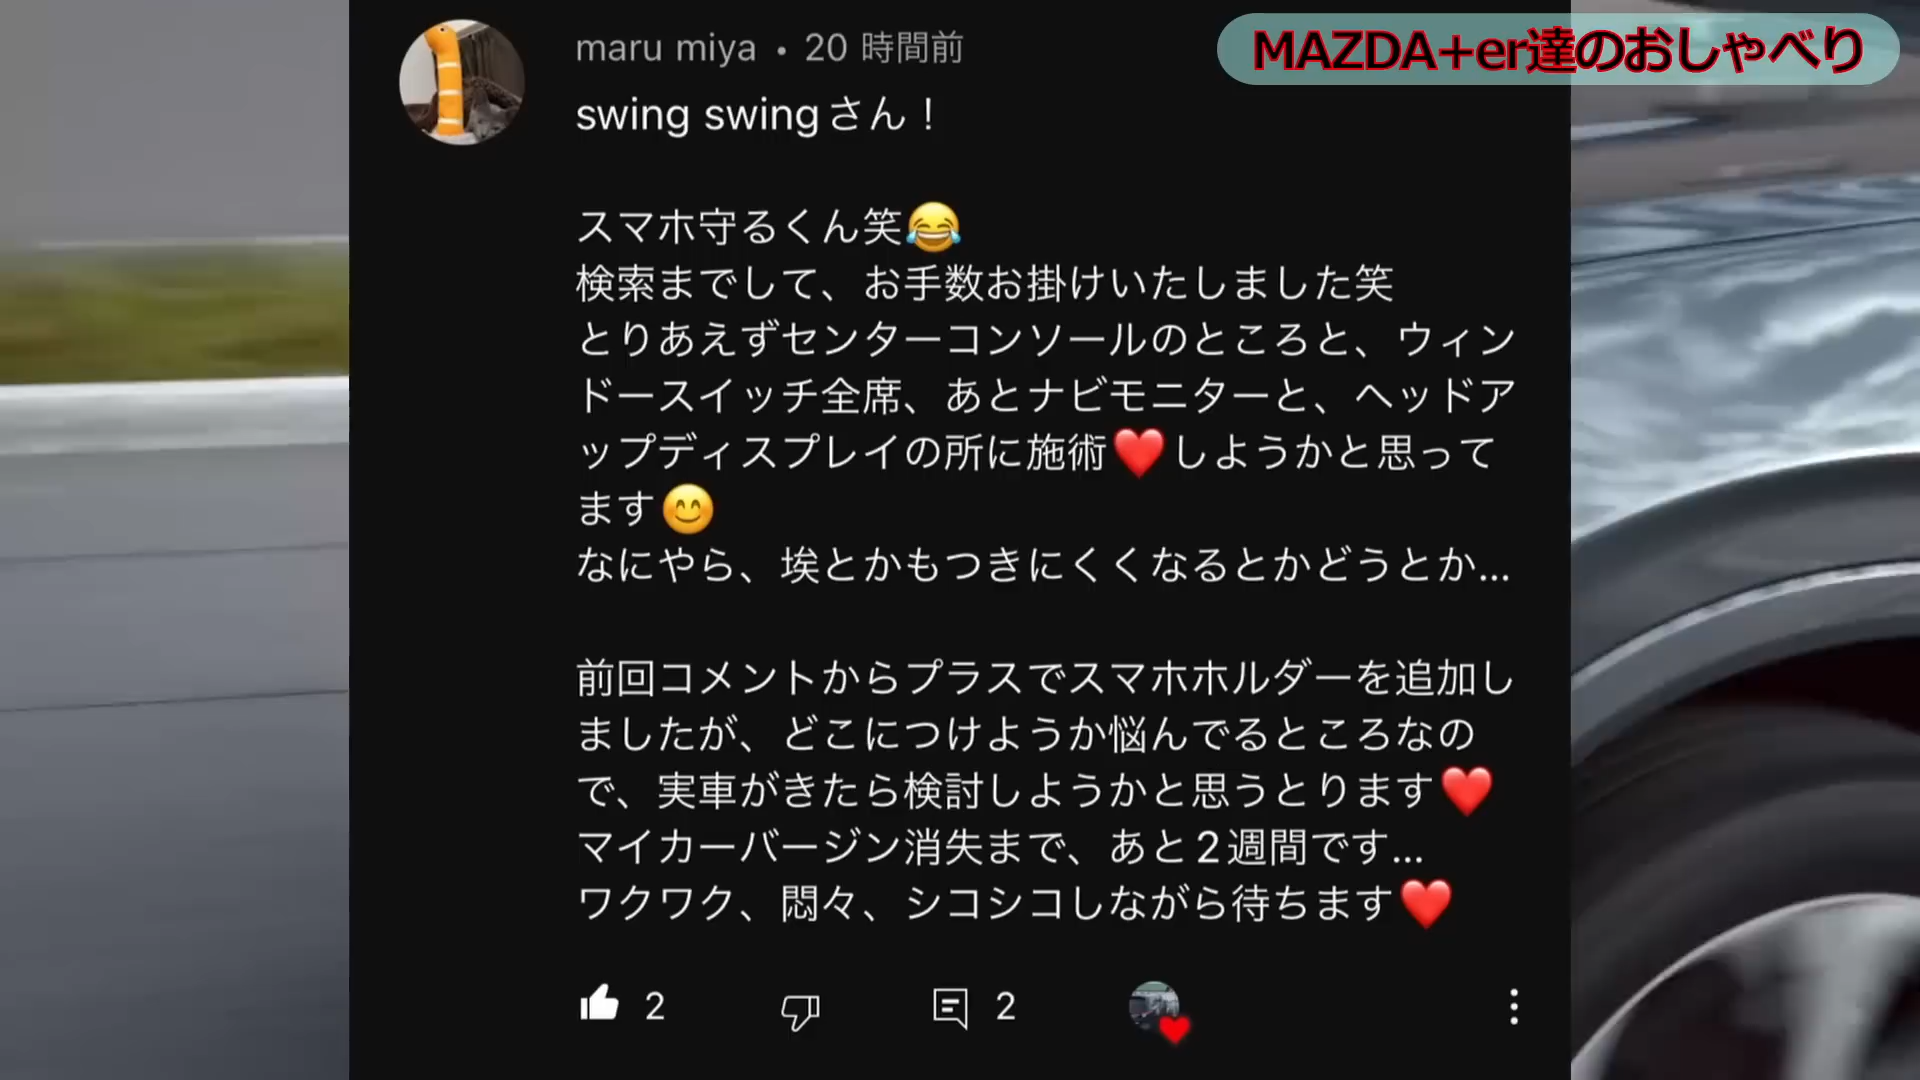 MAZDA+er達のおしゃべり
maru miya・20 時間前
swing swingさん！
スマホ守るくん笑😂
検索までして、お手数お掛けいたしました笑
とりあえずセンターコンソールのところと、ウィン
ドースイッチ全席、あとナビモニターと、ヘッドア
ップディスプレイの所に施術❤️しようかと思って
ます😊
なにやら、埃とかもつきにくくなるとかどうとか...
前回コメントからプラスでスマホホルダーを追加し
ましたが、どこにつけようか悩んでるところなの
で、実車がきたら検討しようかと思うとります❤️
マイカーバージン消失まで、あと2週間です...
ワクワク、悶々、シコシコしながら待ちます❤️
2 2